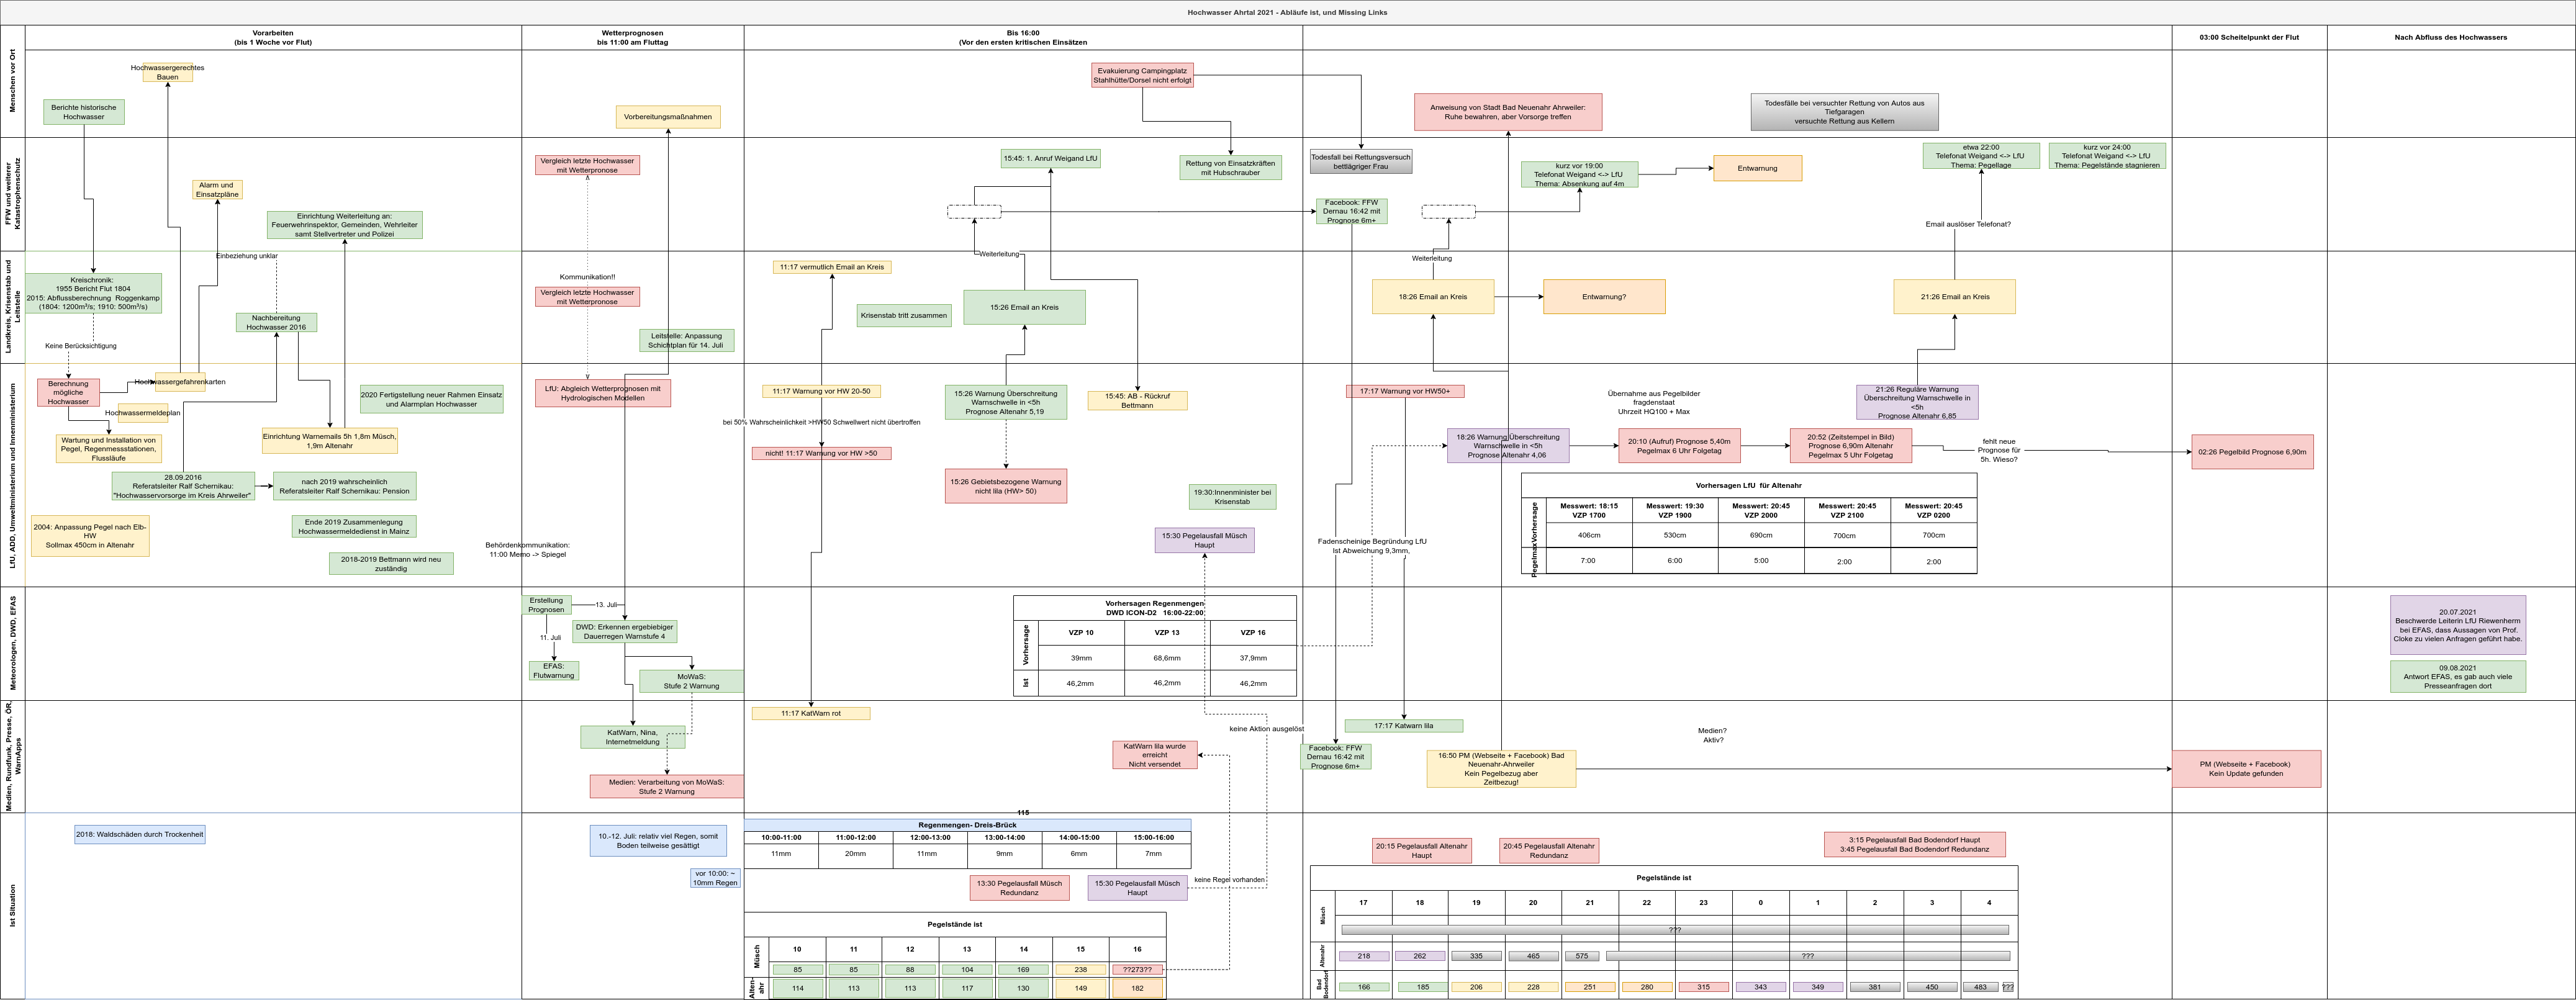 Hochwasser Ahrtal 2021 - Abläufe ist, und Missing Links
Vorarbeiten
(bis 1 Woche vor Flut)
Wetterprognosen
bis 11:00 am Fluttag
Bis 16:00
(Vor den ersten kritischen Einsätzen
03:00 Scheitelpunkt der Flut
Nach Abfluss des Hochwassers
Menschen vor Ort
Hochwassergerechtes
Bauen
Berichte historische
Hochwasser
Vorbereitungsmaßnahmen
Evakuierung Campingplatz
Stahlhütte/Dorsel nicht erfolgt
Anweisung von Stadt Bad Neuenahr Ahrweiler:
Ruhe bewahren, aber Vorsorge treffen
Todesfälle bei versuchter Rettung von Autos aus
Tiefgaragen
versuchte Rettung aus Kellern
FFW und weiterer
Katastrophenschutz
Alarm und
Einsatzpläne
Einrichtung Weiterleitung an:
Feuerwehrinspektor, Gemeinden, Wehrleiter
samt Stellvertreter und Polizei
Vergleich letzte Hochwasser
mit Wetterpronose
15:45: 1. Anruf Weigand LfU
Rettung von Einsatzkräften
mit Hubschrauber
Todesfall bei Rettungsversuch
bettlägriger Frau
Facebook: FFW
Dernau 16:42 mit
Prognose 6m+
kurz vor 19:00
Telefonat Weigand <-> LfU
Thema: Absenkung auf 4m
Entwarnung
etwa 22:00
Telefonat Weigand <-> LfU
Thema: Pegellage
kurz vor 24:00
Telefonat Weigand <-> LfU
Thema: Pegelstände stagnieren
Email auslöser Telefonat?
Landkreis, Krisenstab und
Leitstelle
Einbeziehung unklar
Kreischronik:
1955 Bericht Flut 1804
2015: Abflussberechnung Roggenkamp
(1804: 1200m³/s; 1910: 500m³/s)
Nachbereitung
Hochwasser 2016
Keine Berücksichtigung
Kommunikation!!
Vergleich letzte Hochwasser
mit Wetterpronose
Leitstelle: Anpassung
Schichtplan für 14. Juli
11:17 vermutlich Email an Kreis
Krisenstab tritt zusammen
Weiterleitung
15:26 Email an Kreis
Weiterleitung
18:26 Email an Kreis
Entwarnung?
21:26 Email an Kreis
LfU, ADD, Umweltministerium und Innenministerium
Berechnung
mögliche
Hochwasser
Hochwassergefahrenkarten
Hochwassermeldeplan
Wartung und Installation von
Pegel, Regenmessstationen,
Flussläufe
Einrichtung Warnemails 5h 1,8m Müsch,
1,9m Altenahr
2020 Fertigstellung neuer Rahmen Einsatz
und Alarmplan Hochwasser
28.09.2016
Referatsleiter Ralf Schernikau:
"Hochwasservorsorge im Kreis Ahrweiler"
nach 2019 wahrscheinlich
Referatsleiter Ralf Schernikau: Pension
2004: Anpassung Pegel nach Elb-
HW
Sollmax 450cm in Altenahr
Ende 2019 Zusammenlegung
Hochwassermeldedienst in Mainz
2018-2019 Bettmann wird neu
zuständig
LfU: Abgleich Wetterprognosen mit
Hydrologischen Modellen
Behördenkommunikation:
11:00 Memo -> Spiegel
11:17 Warnung vor HW 20-50
bei 50% Wahrscheinlichkeit >HW50 Schwellwert nicht übertroffen
nicht! 11:17 Warnung vor HW >50
15:26 Warnung Überschreitung
Warnschwelle in <5h
Prognose Altenahr 5,19
15:26 Gebietsbezogene Warnung
nicht lila (HW> 50)
15:45: AB - Rückruf
Bettmann
19:30:Innenminister bei
Krisenstab
15:30 Pegelausfall Müsch
Haupt
17:17 Warnung vor HW50+
Fadenscheinige Begründung LfU
Ist Abweichung 9,3mm,
18:26 Warnung Überschreitung
Warnschwelle in <5h
Prognose Altenahr 4,06
Übernahme aus Pegelbilder
fragdenstaat
Uhrzeit HQ100 + Max
20:10 (Aufruf) Prognose 5,40m
Pegelmax 6 Uhr Folgetag
20:52 (Zeitstempel in Bild)
Prognose 6,90m Altenahr
Pegelmax 5 Uhr Folgetag
21:26 Reguläre Warnung
Überschreitung Warnschwelle in
<5h
Prognose Altenahr 6,85
fehlt neue
Prognose für
5h. Wieso?
02:26 Pegelbild Prognose 6,90m
Vorhersagen LfU für Altenahr
Messwert: 18:15
VZP 1700
Messwert: 19:30
VZP 1900
Messwert: 20:45
VZP 2000
Messwert: 20:45
VZP 2100
Messwert: 20:45
VZP 0200
Vorhersage
406cm
530cm
690cm
700cm
700cm
Pegelmax
7:00
6:00
5:00
2:00
2:00
Meteorologen, DWD, EFAS
Erstellung
Prognosen
13. Juli
11. Juli
EFAS:
Flutwarnung
DWD: Erkennen ergebiebiger
Dauerregen Warnstufe 4
MoWaS:
Stufe 2 Warnung
Vorhersagen Regenmengen
DWD ICON-D2 16:00-22:00
VZP 10
VZP 13
VZP 16
Vorhersage
39mm
68,6mm
37,9mm
Ist
46,2mm
46,2mm
46,2mm
20.07.2021
Beschwerde Leiterin LfU Riewenherm
bei EFAS, dass Aussagen von Prof.
Cloke zu vielen Anfragen geführt habe.
09.08.2021
Antwort EFAS, es gab auch viele
Presseanfragen dort
Medien, Rundfunk, Presse, ÖR,
WarnApps
KatWarn, Nina,
Internetmeldung
Medien: Verarbeitung von MoWaS:
Stufe 2 Warnung
11:17 KatWarn rot
KatWarn lila wurde
erreicht
Nicht versendet
keine Aktion ausgelöst
Facebook: FFW
Dernau 16:42 mit
Prognose 6m+
17:17 Katwarn lila
16:50 PM (Webseite + Facebook) Bad
Neuenahr-Ahrweiler
Kein Pegelbezug aber
Zeitbezug!
Medien?
Aktiv?
PM (Webseite + Facebook)
Kein Update gefunden
Ist Situation
2018: Waldschäden durch Trockenheit
10.-12. Juli: relativ viel Regen, somit
Boden teilweise gesättigt
vor 10:00: ~
10mm Regen
115
Regenmengen- Dreis-Brück
10:00-11:00
11:00-12:00
12:00-13:00
13:00-14:00
14:00-15:00
15:00-16:00
11mm
20mm
11mm
9mm
6mm
7mm
13:30 Pegelausfall Müsch
Redundanz
15:30 Pegelausfall Müsch
Haupt
keine Regel vorhanden
Pegelstände ist
10
11
12
13
14
15
16
Müsch
85
85
88
104
169
238
??273??
Alten-
ahr
114
113
113
117
130
149
182
20:15 Pegelausfall Altenahr
Haupt
20:45 Pegelausfall Altenahr
Redundanz
3:15 Pegelausfall Bad Bodendorf Haupt
3:45 Pegelausfall Bad Bodendorf Redundanz
Pegelstände ist
17
18
19
20
21
22
23
0
1
2
3
4
Müsch
???
Altenahr
218
262
335
465
575
???
Bad
Bodendorf
166
185
206
228
251
280
315
343
349
381
450
483
???